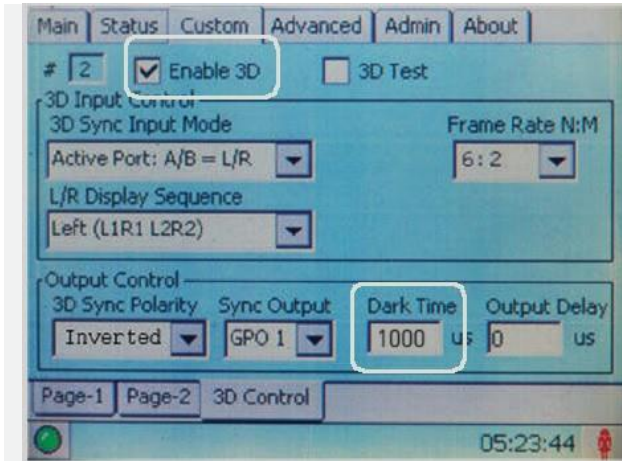 Main Status Custom Advanced Admin About
# 2 Enable 3D 3D Test
3D Input Control
3D Sync Input Mode Frame Rate N:M
Active Port: A/B = L/R 6:2
L/R Display Sequence
Left (L1R1 L2R2)
Output Control
3D Sync Polarity Sync Output Dark Time Output Delay
Inverted GPO 1 1000 us 0 us
Page-1 Page-2 3D Control
05:23:44